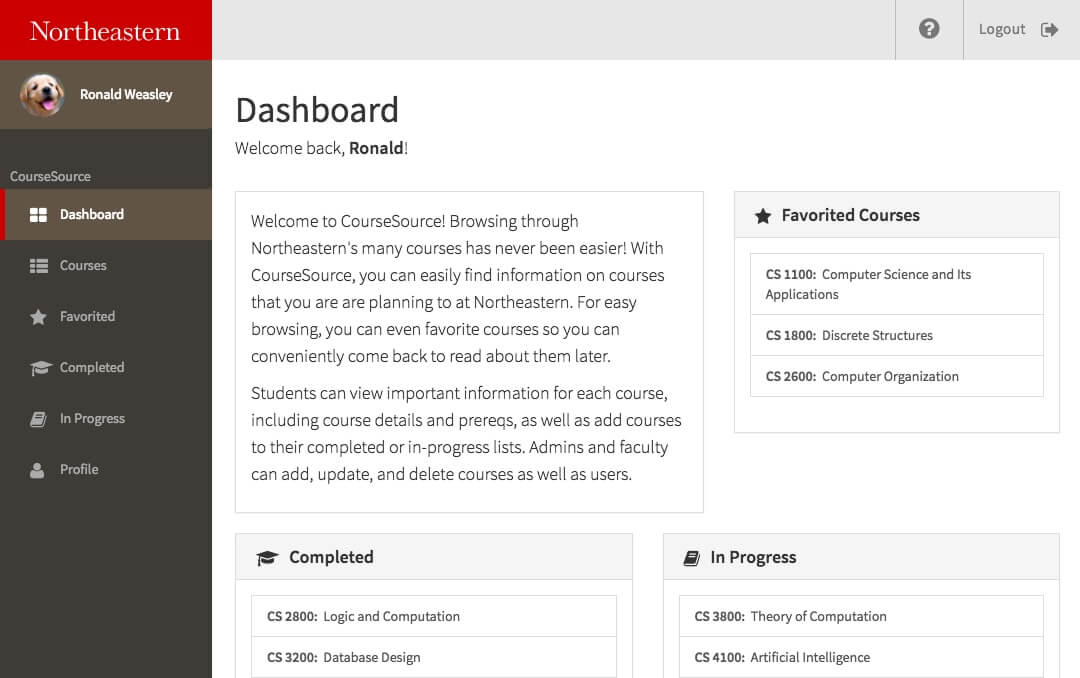 Northeastern
Logout
Ronald Weasley
CourseSource
Dashboard
Courses
Favorited
Completed
In Progress
Profile
Dashboard
Welcome back, Ronald!
Welcome to CourseSource! Browsing through
Northeastern's many courses has never been easier! With
CourseSource, you can easily find information on courses
that you are are planning to at Northeastern. For easy
browsing, you can even favorite courses so you can
conveniently come back to read about them later.
Students can view important information for each course,
including course details and prereqs, as well as add courses
to their completed or in-progress lists. Admins and faculty
can add, update, and delete courses as well as users.
Favorited Courses
CS 1100: Computer Science and Its
Applications
CS 1800: Discrete Structures
CS 2600: Computer Organization
Completed
CS 2800: Logic and Computation
CS 3200: Database Design
In Progress
CS 3800: Theory of Computation
CS 4100: Artificial Intelligence